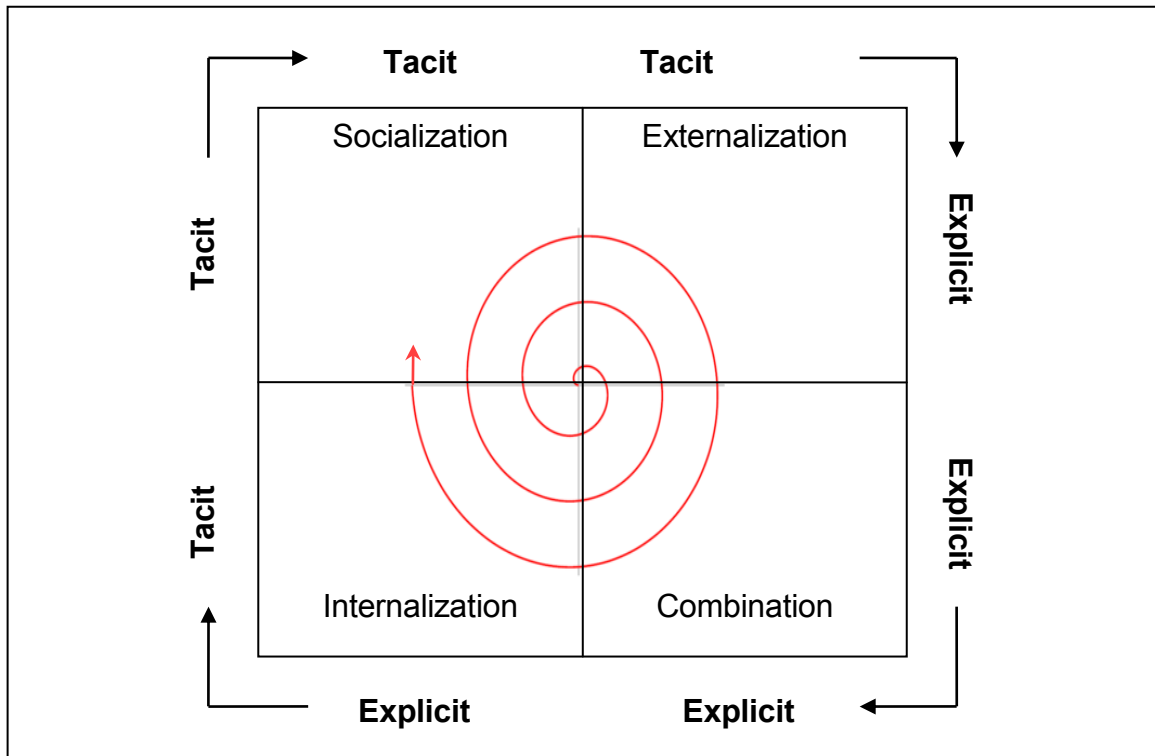 Tacit Tacit
Socialization Externalization
Tacit
Explicit
Tacit
Explicit
Internalization Combination
Explicit Explicit